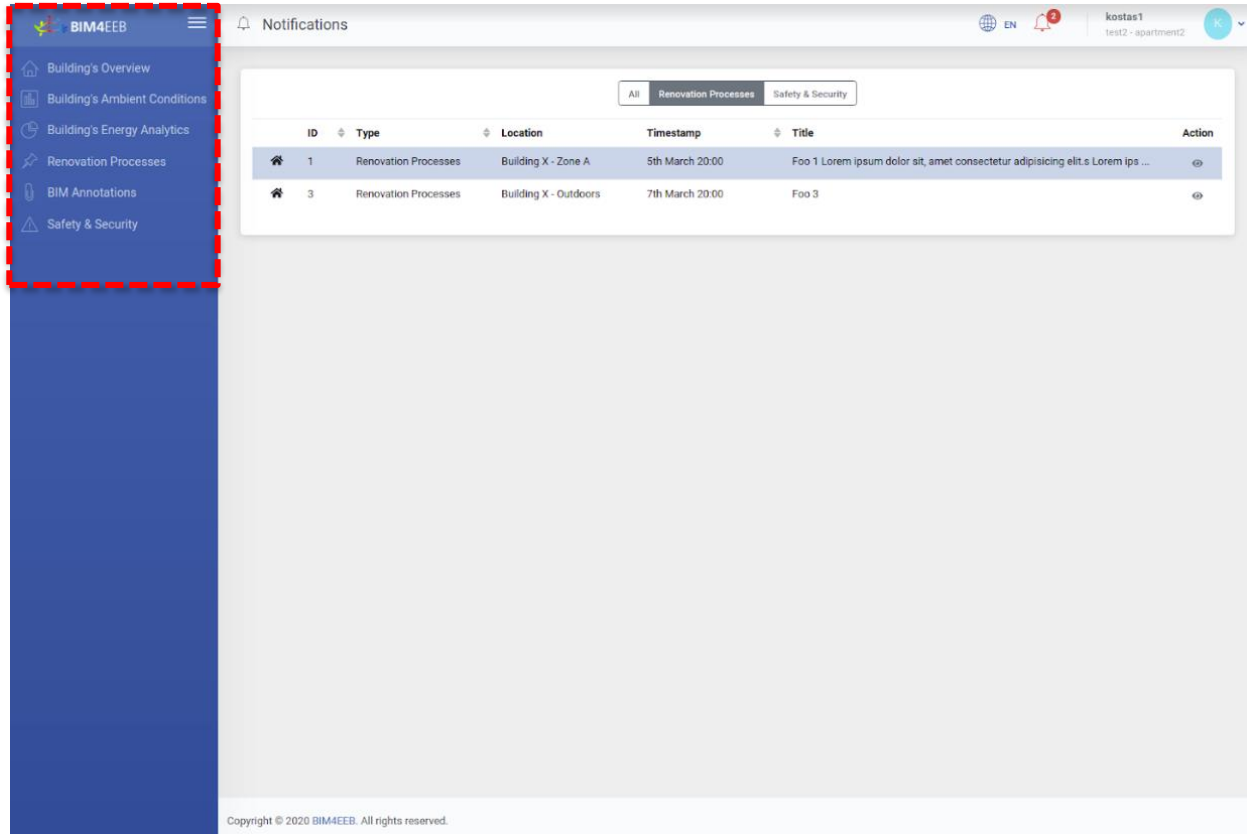 BIM4EEB
Notifications
EN
2
kostas1
test2 - apartment2
K
Building's Overview
Building's Ambient Conditions
Building's Energy Analytics
Renovation Processes
BIM Annotations
Safety & Security
All Renovation Processes Safety & Security
ID Type Location Timestamp Title Action
1 Renovation Processes Building X - Zone A 5th March 20:00 Foo 1 Lorem ipsum dolor sit, amet consectetur adipisicing elit.s Lorem ips ...
3 Renovation Processes Building X - Outdoors 7th March 20:00 Foo 3
Copyright © 2020 BIM4EEB. All rights reserved.